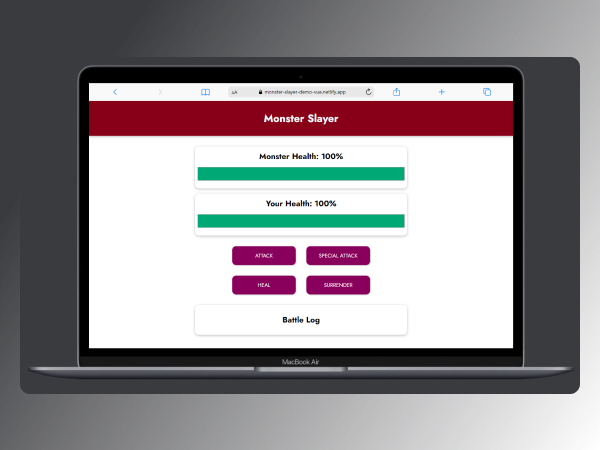 AA monster-slayer-demo-vue.netlify.app
Monster Slayer
Monster Health: 100%
Your Health: 100%
ATTACK SPECIAL ATTACK
HEAL SURRENDER
Battle Log
MacBook Air